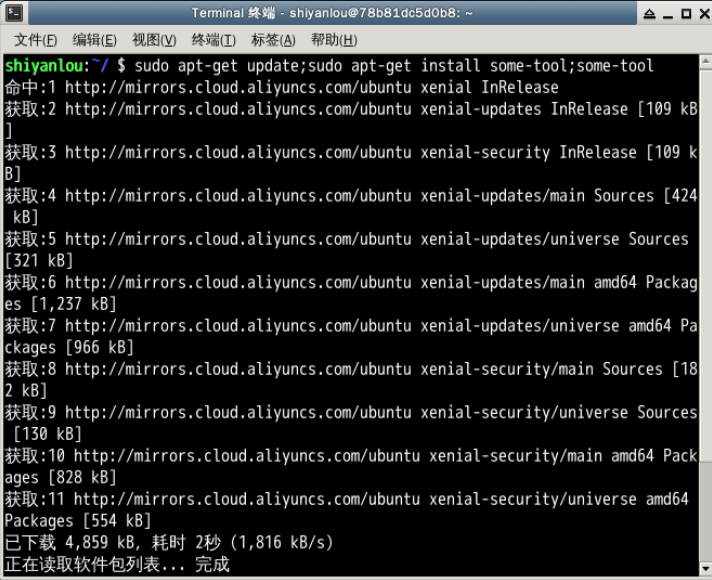 Terminal 终端 - shiyanlou@78b81dc5d0b8: ~
文件(F) 编辑(E) 视图(V) 终端(T) 标签(A) 帮助(H)
shiyanlou:~/ $ sudo apt-get update;sudo apt-get install some-tool;some-tool
命中:1 http://mirrors.cloud.aliyuncs.com/ubuntu xenial InRelease
获取:2 http://mirrors.cloud.aliyuncs.com/ubuntu xenial-updates InRelease [109 kB
]
获取:3 http://mirrors.cloud.aliyuncs.com/ubuntu xenial-security InRelease [109 k
B]
获取:4 http://mirrors.cloud.aliyuncs.com/ubuntu xenial-updates/main Sources [424
 kB]
获取:5 http://mirrors.cloud.aliyuncs.com/ubuntu xenial-updates/universe Sources
[321 kB]
获取:6 http://mirrors.cloud.aliyuncs.com/ubuntu xenial-updates/main amd64 Packag
es [1,237 kB]
获取:7 http://mirrors.cloud.aliyuncs.com/ubuntu xenial-updates/universe amd64 Pa
ckages [966 kB]
获取:8 http://mirrors.cloud.aliyuncs.com/ubuntu xenial-security/main Sources [18
2 kB]
获取:9 http://mirrors.cloud.aliyuncs.com/ubuntu xenial-security/universe Sources
 [130 kB]
获取:10 http://mirrors.cloud.aliyuncs.com/ubuntu xenial-security/main amd64 Pack
ages [828 kB]
获取:11 http://mirrors.cloud.aliyuncs.com/ubuntu xenial-security/universe amd64
Packages [554 kB]
已下载 4,859 kB, 耗时 2秒 (1,816 kB/s)
正在读取软件包列表... 完成